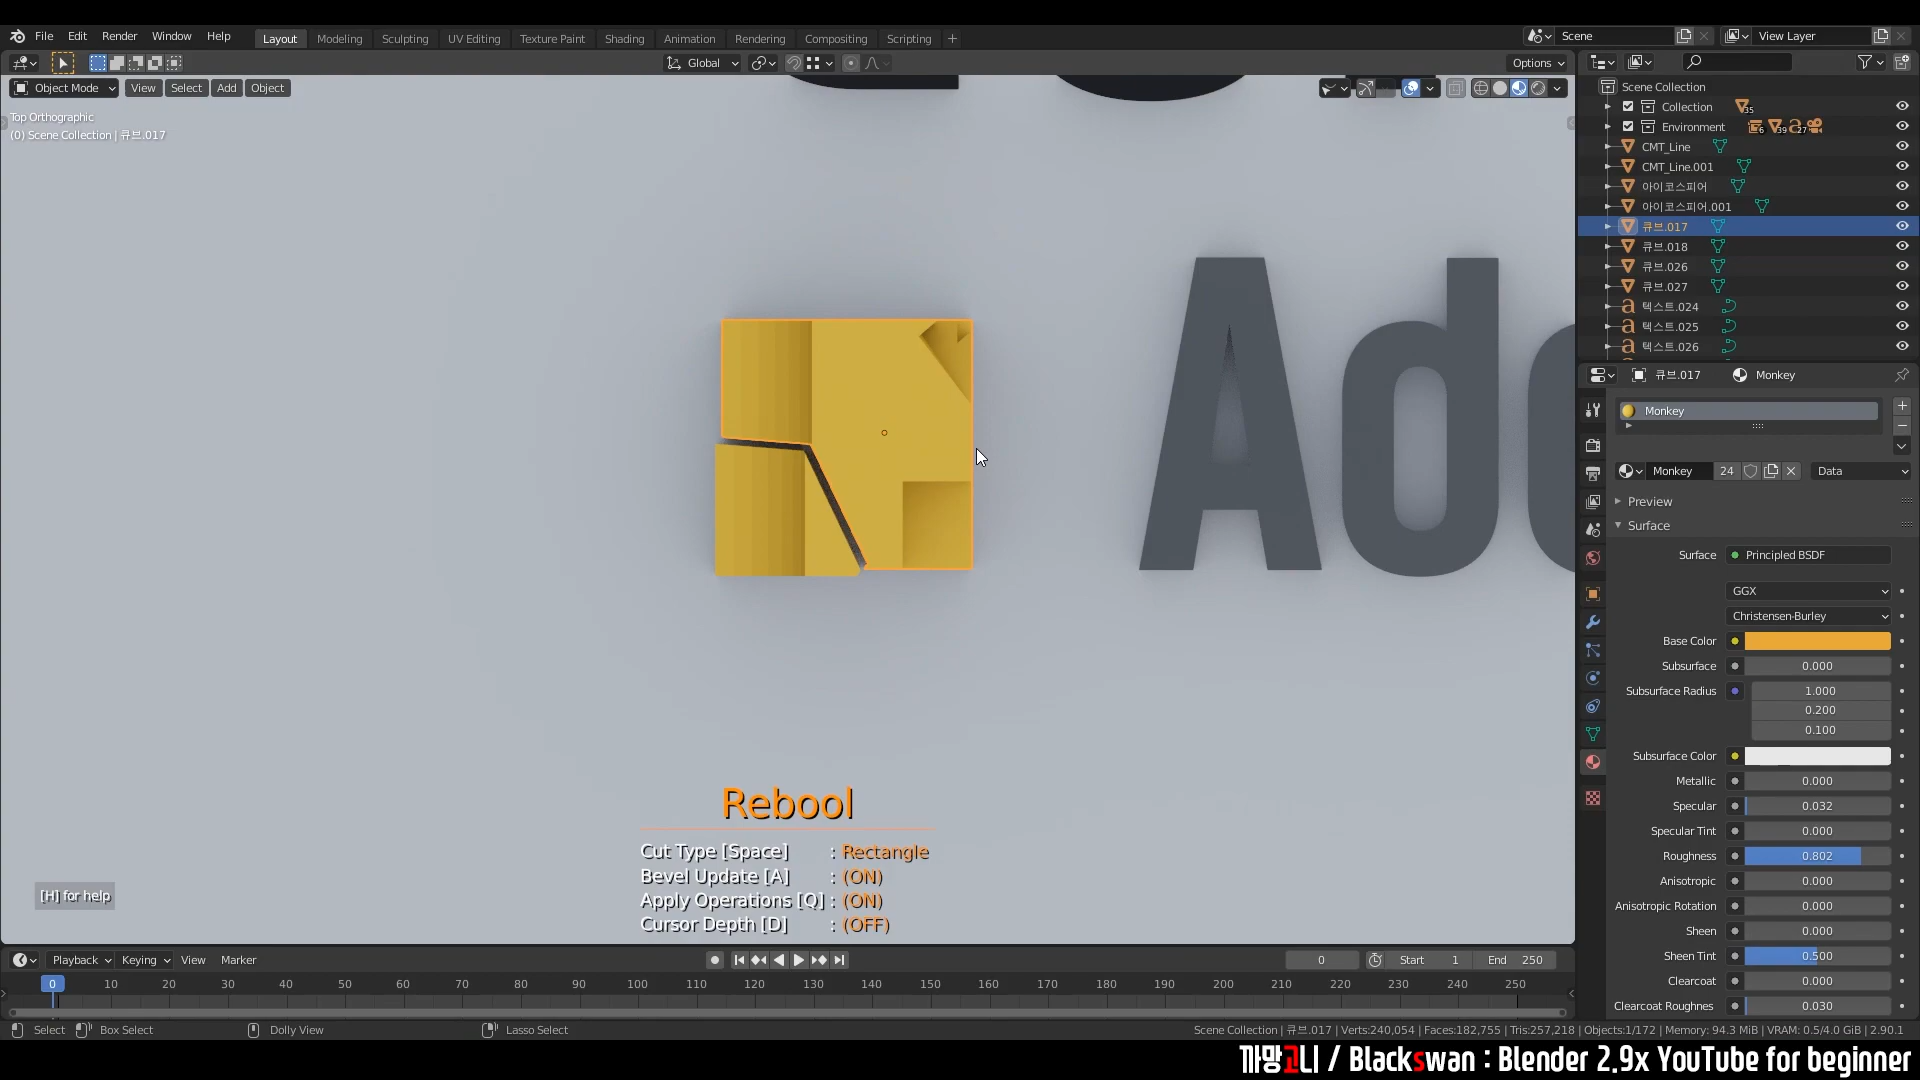 File Edit Render Window Help
Layout Modeling Sculpting UV Editing Texture Paint Shading Animation Rendering Compositing Scripting +
Scene View Layer
Global Options
Object Mode View Select Add Object
Top Orthographic
(0) Scene Collection | 큐브.017
Ado
Rebool
Cut Type [Space] : Rectangle
Bevel Update [A] : (ON)
Apply Operations [Q] : (ON)
Cursor Depth [D] : (OFF)
[H] for help
Scene Collection
Collection 35
Environment 6 39 27
CMT_Line
CMT_Line.001
아이코스피어
아이코스피어.001
큐브.017
큐브.018
큐브.026
큐브.027
텍스트.024
텍스트.025
텍스트.026
큐브.017 Monkey
Monkey
Monkey 24 Data
Preview
Surface
Surface Principled BSDF
GGX
Christensen-Burley
Base Color
Subsurface 0.000
Subsurface Radius 1.000
0.200
0.100
Subsurface Color
Metallic 0.000
Specular 0.032
Specular Tint 0.000
Roughness 0.802
Anisotropic 0.000
Anisotropic Rotation 0.000
Sheen 0.000
Sheen Tint 0.500
Clearcoat 0.000
Clearcoat Roughnes 0.030
Playback Keying View Marker 0 Start 1 End 250
0 10 20 30 40 50 60 70 80 90 100 110 120 130 140 150 160 170 180 190 200 210 220 230 240 250
Select Box Select Dolly View Lasso Select
Scene Collection | 큐브.017 | Verts:240,054 | Faces:182,755 | Tris:257,218 | Objects:1/172 | Memory: 94.3 MiB | VRAM: 0.5/4.0 GiB | 2.90.1
까망고니 / Blackswan : Blender 2.9x YouTube for beginner